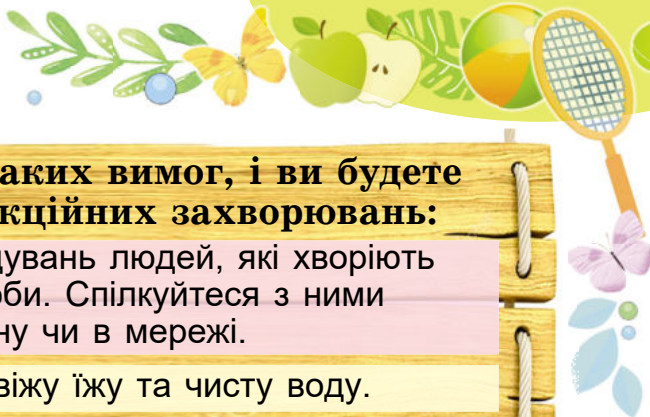 аких вимог, і ви будете
кційних захворювань:
дувань людей, які хворіють
оби. Спілкуйтеся з ними
ну чи в мережі.
віжу їжу та чисту воду.